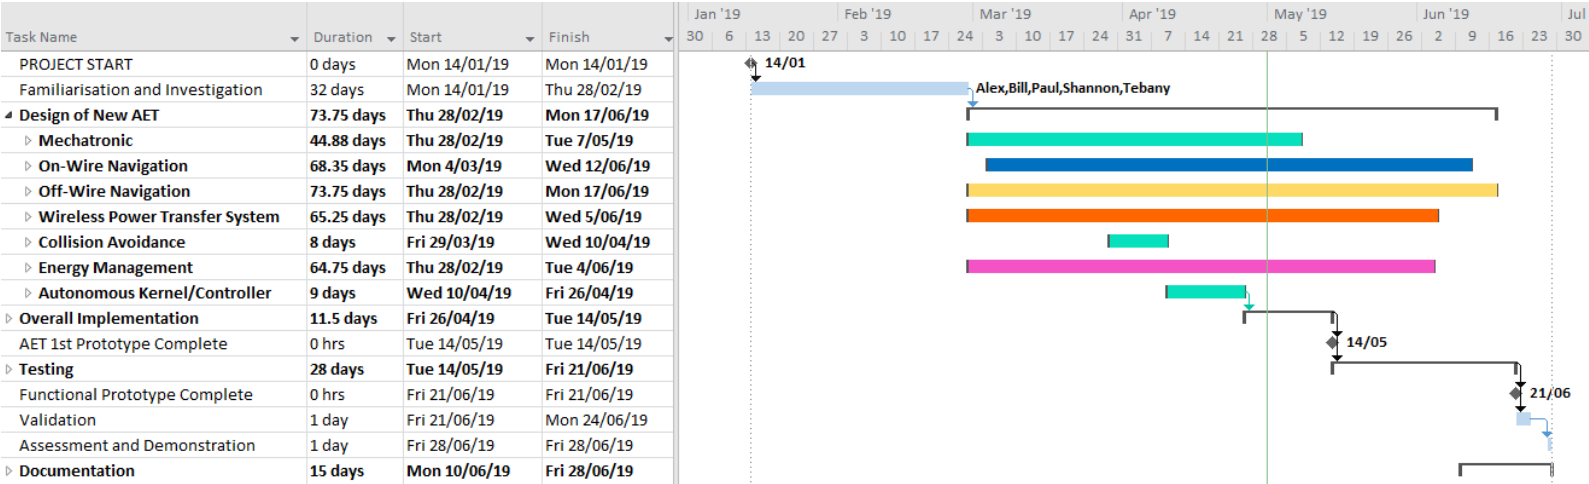 Jan '19 Feb '19 Mar '19 Apr '19 May '19 Jun '19 Jul
Task Name Duration Start Finish 30 6 13 20 27 3 10 17 24 3 10 17 24 31 7 14 21 28 5 12 19 26 2 9 16 23 30
PROJECT START 0 days Mon 14/01/19 Mon 14/01/19 14/01
Familiarisation and Investigation 32 days Mon 14/01/19 Thu 28/02/19 Alex,Bill,Paul,Shannon,Tebany
Design of New AET 73.75 days Thu 28/02/19 Mon 17/06/19
Mechatronic 44.88 days Thu 28/02/19 Tue 7/05/19
On-Wire Navigation 68.35 days Mon 4/03/19 Wed 12/06/19
Off-Wire Navigation 73.75 days Thu 28/02/19 Mon 17/06/19
Wireless Power Transfer System 65.25 days Thu 28/02/19 Wed 5/06/19
Collision Avoidance 8 days Fri 29/03/19 Wed 10/04/19
Energy Management 64.75 days Thu 28/02/19 Tue 4/06/19
Autonomous Kernel/Controller 9 days Wed 10/04/19 Fri 26/04/19
Overall Implementation 11.5 days Fri 26/04/19 Tue 14/05/19
AET 1st Prototype Complete 0 hrs Tue 14/05/19 Tue 14/05/19 14/05
Testing 28 days Tue 14/05/19 Fri 21/06/19
Functional Prototype Complete 0 hrs Fri 21/06/19 Fri 21/06/19 21/06
Validation 1 day Fri 21/06/19 Mon 24/06/19
Assessment and Demonstration 1 day Fri 28/06/19 Fri 28/06/19
Documentation 15 days Mon 10/06/19 Fri 28/06/19